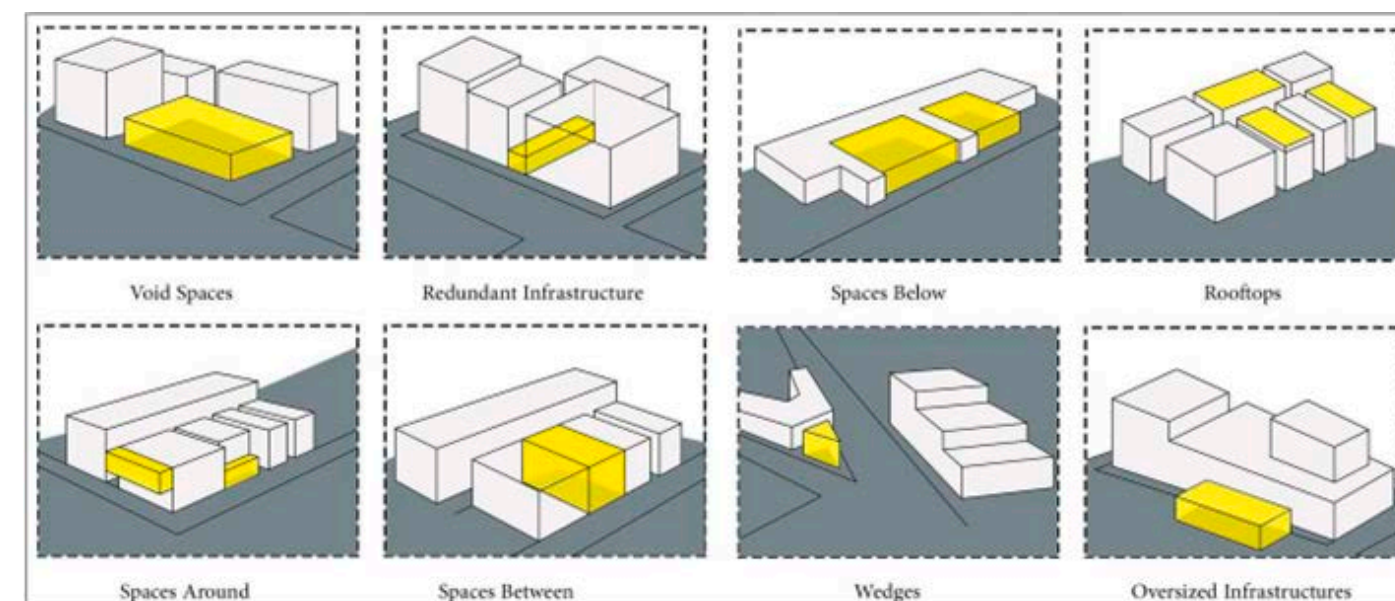 Void Spaces
Redundant Infrastructure
Spaces Below
Rooftops
Spaces Around
Spaces Between
Wedges
Oversized Infrastructures